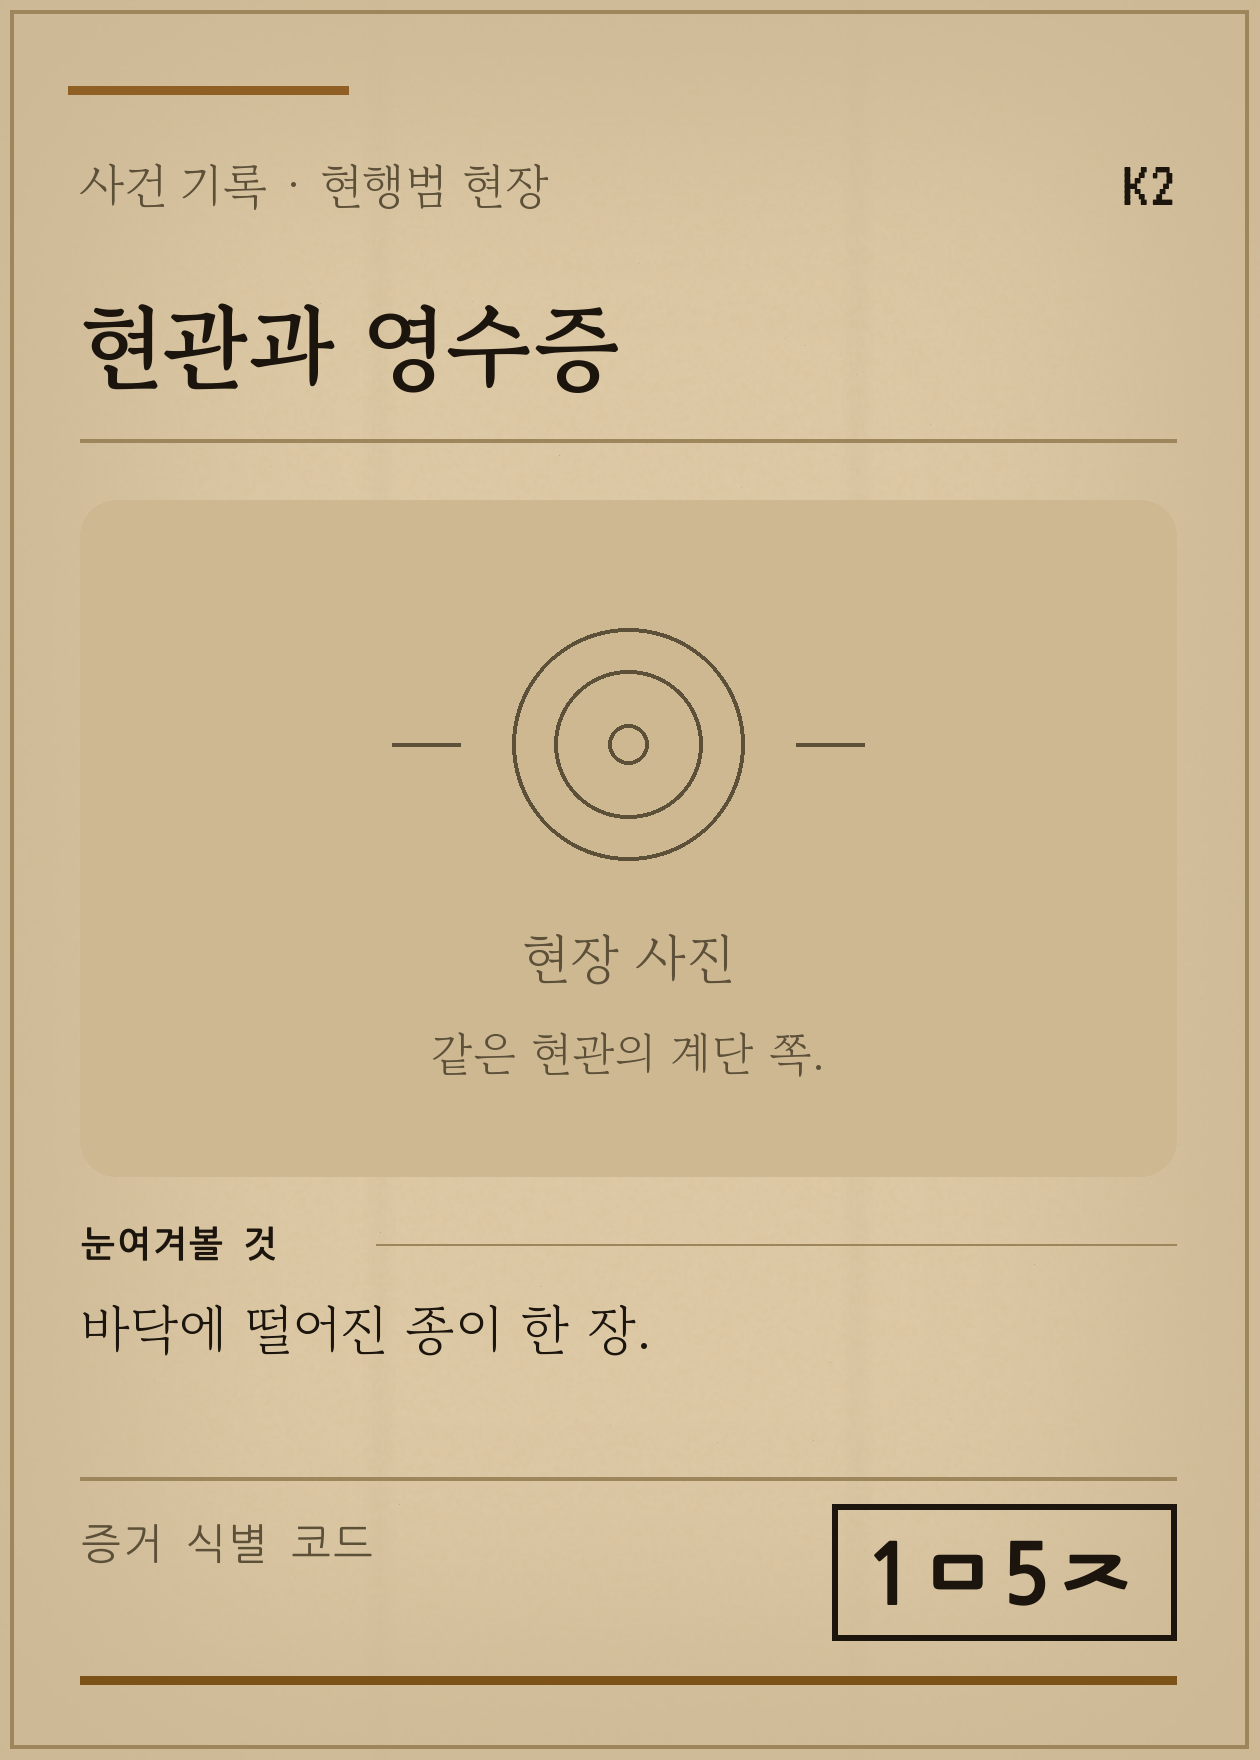 사건 기록 · 현행범 현장
K2
현관과 영수증
현장 사진
같은 현관의 계단 쪽.
눈여겨볼 것
바닥에 떨어진 종이 한 장.
증거 식별 코드
1ㅁ5ㅈ